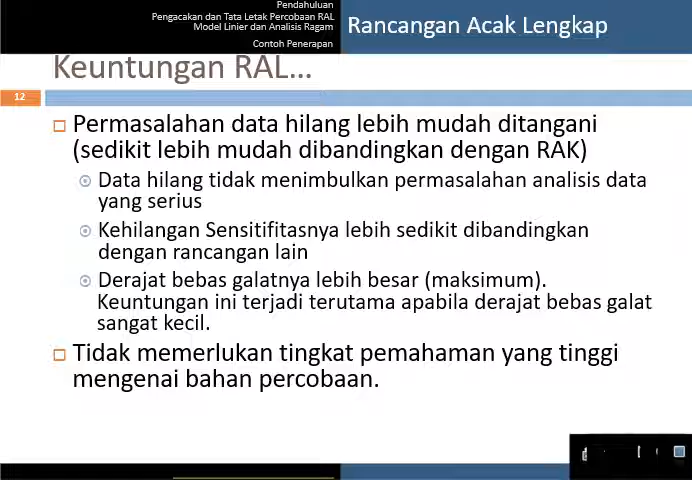 Pendahuluan
Pengacakan dan Tata Letak Percobaan RAL
Model Linier dan Analisis Ragam
Contoh Penerapan
Rancangan Acak Lengkap
Keuntungan RAL...
12
Permasalahan data hilang lebih mudah ditangani
(sedikit lebih mudah dibandingkan dengan RAK)
Data hilang tidak menimbulkan permasalahan analisis data
yang serius
Kehilangan Sensitifitasnya lebih sedikit dibandingkan
dengan rancangan lain
Derajat bebas galatnya lebih besar (maksimum).
Keuntungan ini terjadi terutama apabila derajat bebas galat
sangat kecil.
Tidak memerlukan tingkat pemahaman yang tinggi
mengenai bahan percobaan.